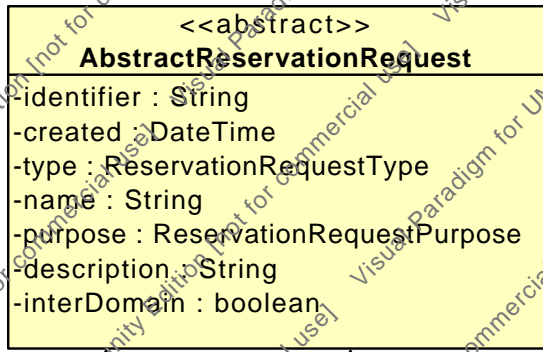 <<abstract>>
AbstractReservationRequest
-identifier : String
-created : DateTime
-type : ReservationRequestType
-name : String
-purpose : ReservationRequestPurpose
-description : String
-interDomain : boolean